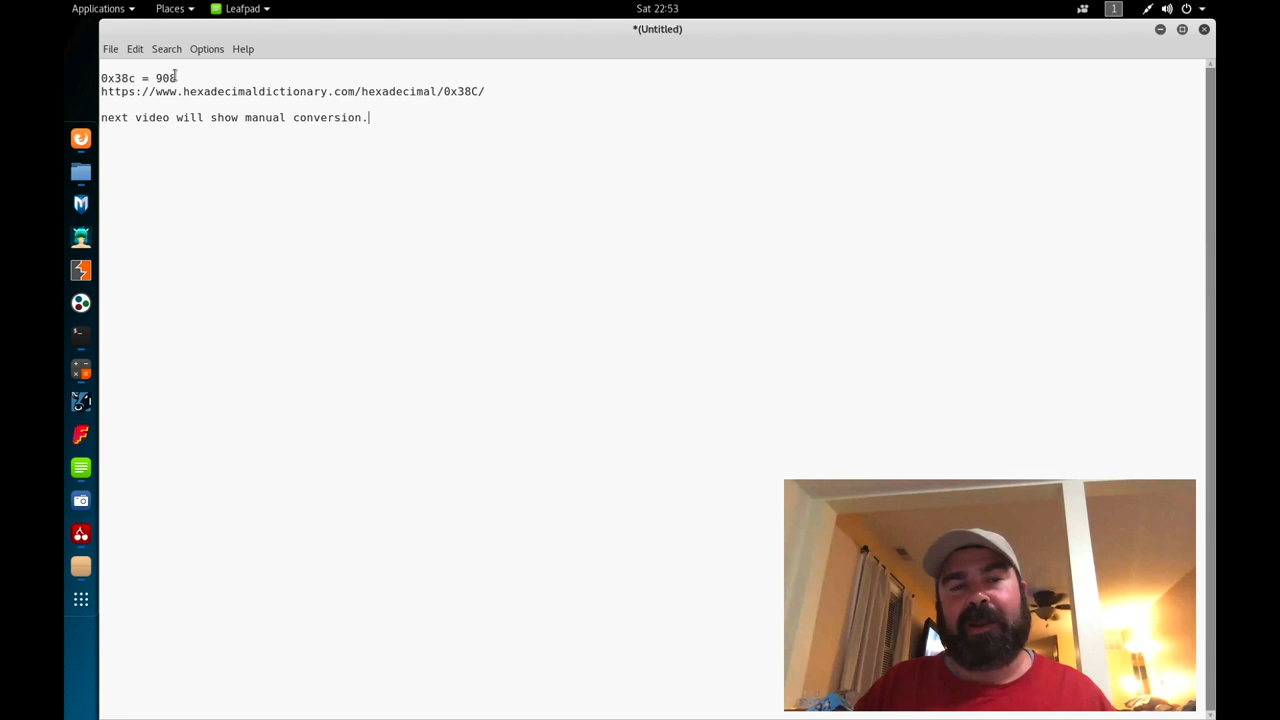 Applications
Places
Leafpad
Sat 22:53
1
*(Untitled)
File Edit Search Options Help
0x38c = 908
https://www.hexadecimaldictionary.com/hexadecimal/0x38C/
next video will show manual conversion.